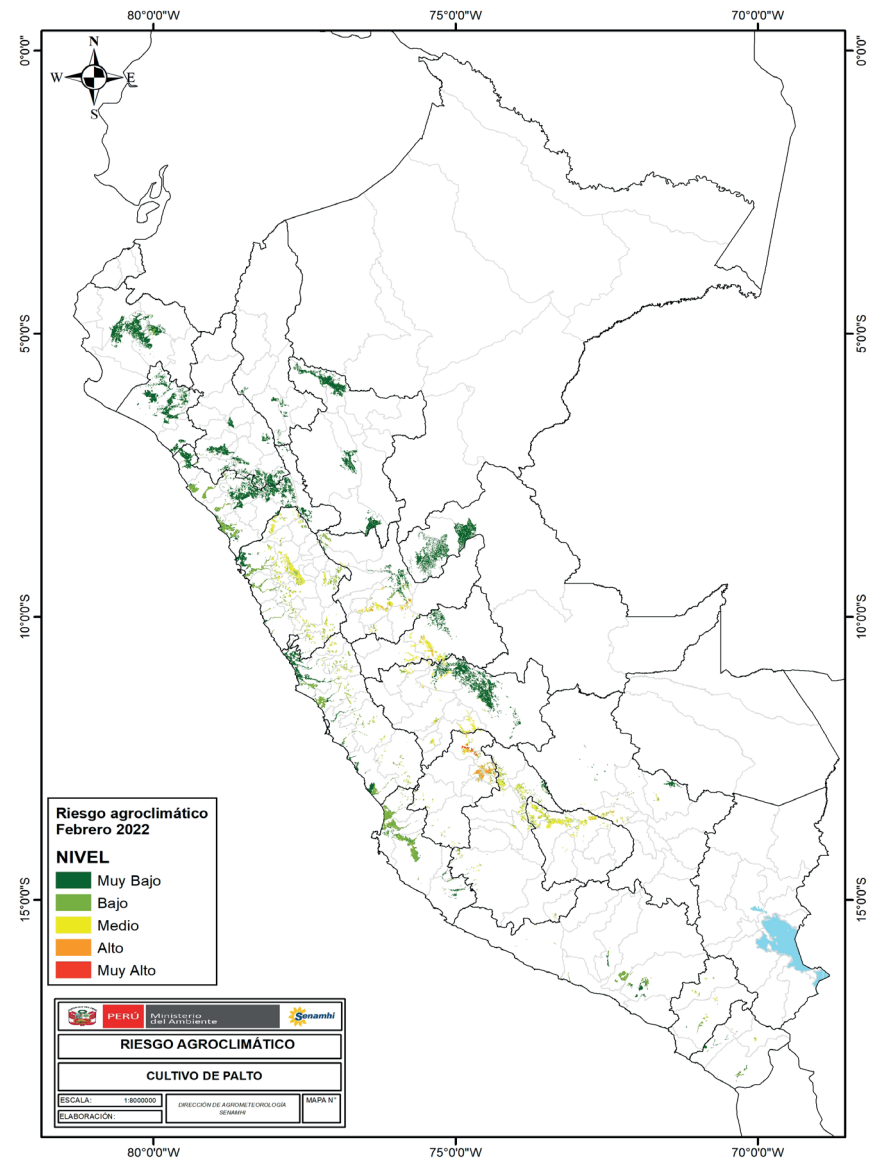 80°0'0"W 75°0'0"W 70°0'0"W
0°0'0" 0°0'0"
N
W E
S
5°0'0"S 5°0'0"S
10°0'0"S 10°0'0"S
15°0'0"S 15°0'0"S
Riesgo agroclimático
Febrero 2022
NIVEL
Muy Bajo
Bajo
Medio
Alto
Muy Alto
PERÚ Ministerio del Ambiente Senamhi
RIESGO AGROCLIMÁTICO
CULTIVO DE PALTO
ESCALA: 1:8000000
ELABORACIÓN:
DIRECCIÓN DE AGROMETEOROLOGÍA
SENAMHI
MAPA N°
80°0'0"W 75°0'0"W 70°0'0"W